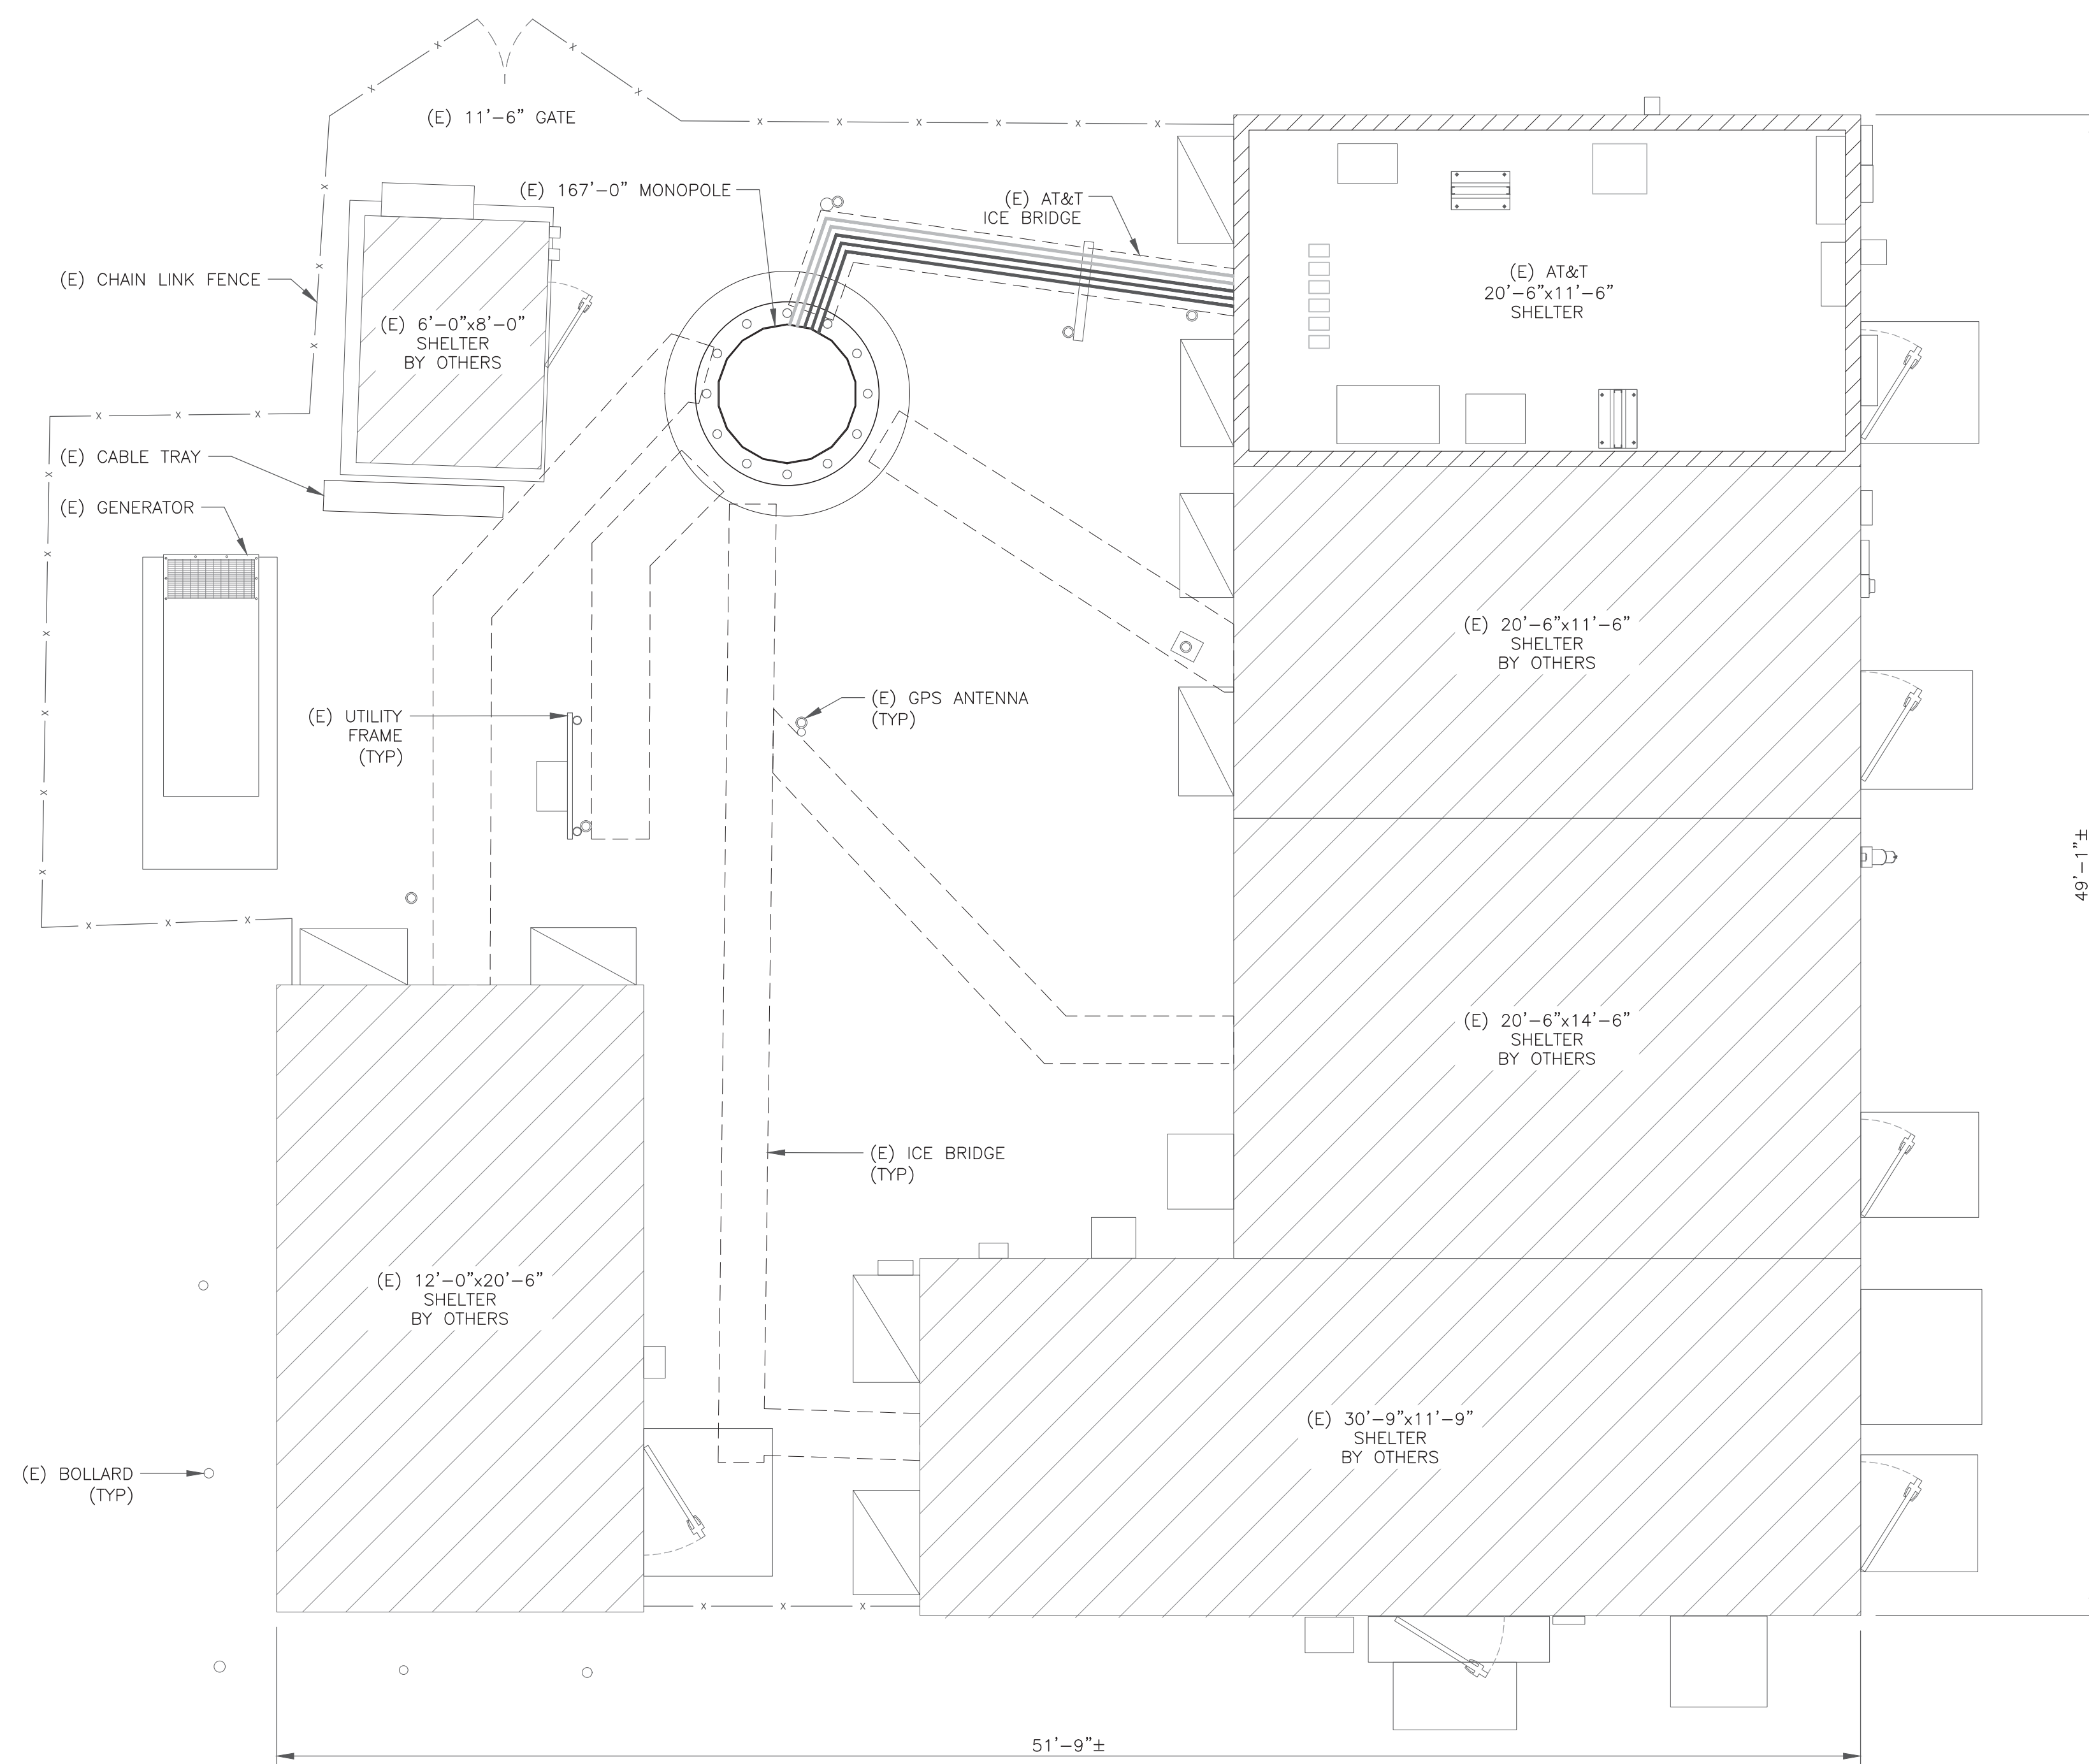 (E) 11'-6" GATE
(E) 167'-0" MONOPOLE
(E) AT&T
ICE BRIDGE
(E) CHAIN LINK FENCE
(E) 6'-0"x8'-0"
SHELTER
BY OTHERS
(E) AT&T
20'-6"x11'-6"
SHELTER
(E) CABLE TRAY
(E) GENERATOR
(E) 20'-6"x11'-6"
SHELTER
BY OTHERS
(E) UTILITY
FRAME
(TYP)
(E) GPS ANTENNA
(TYP)
49'-1"±
(E) 20'-6"x14'-6"
SHELTER
BY OTHERS
(E) ICE BRIDGE
(TYP)
(E) 12'-0"x20'-6"
SHELTER
BY OTHERS
(E) 30'-9"x11'-9"
SHELTER
BY OTHERS
(E) BOLLARD
(TYP)
51'-9"±